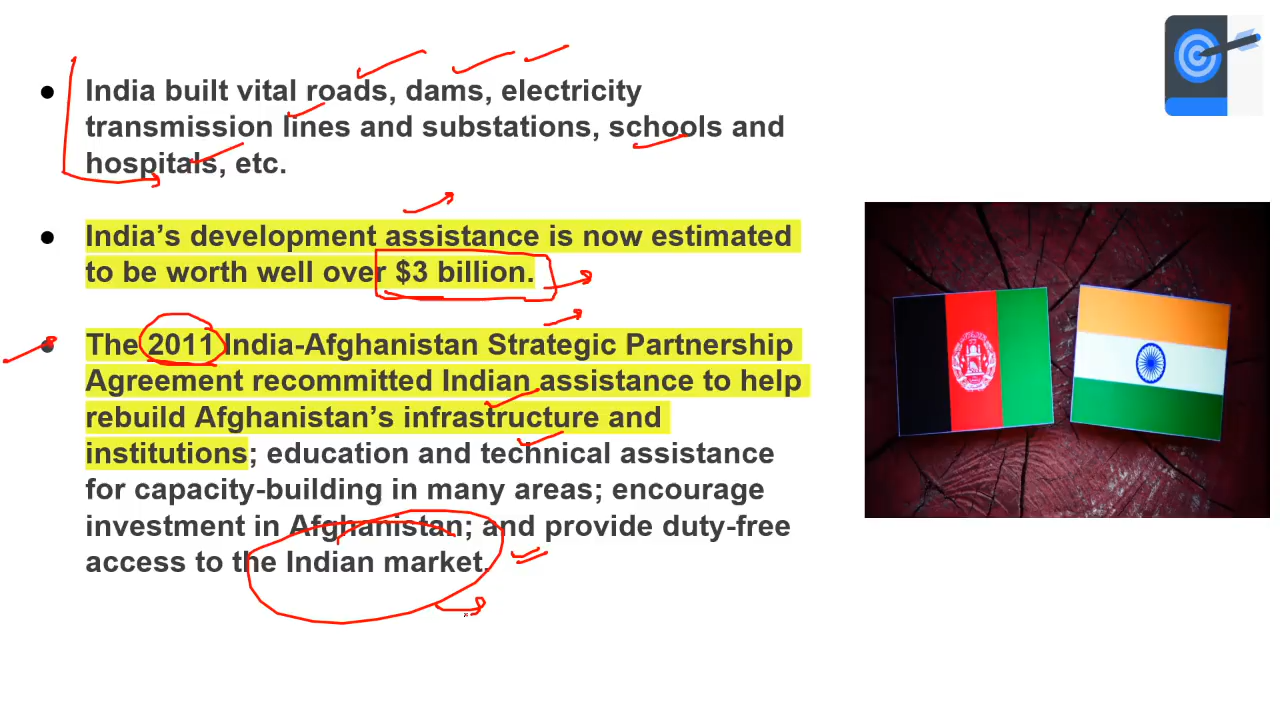 ● India built vital roads, dams, electricity
transmission lines and substations, schools and
hospitals, etc.
● India’s development assistance is now estimated
to be worth well over $3 billion.
● The 2011 India-Afghanistan Strategic Partnership
Agreement recommitted Indian assistance to help
rebuild Afghanistan’s infrastructure and
institutions; education and technical assistance
for capacity-building in many areas; encourage
investment in Afghanistan; and provide duty-free
access to the Indian market.